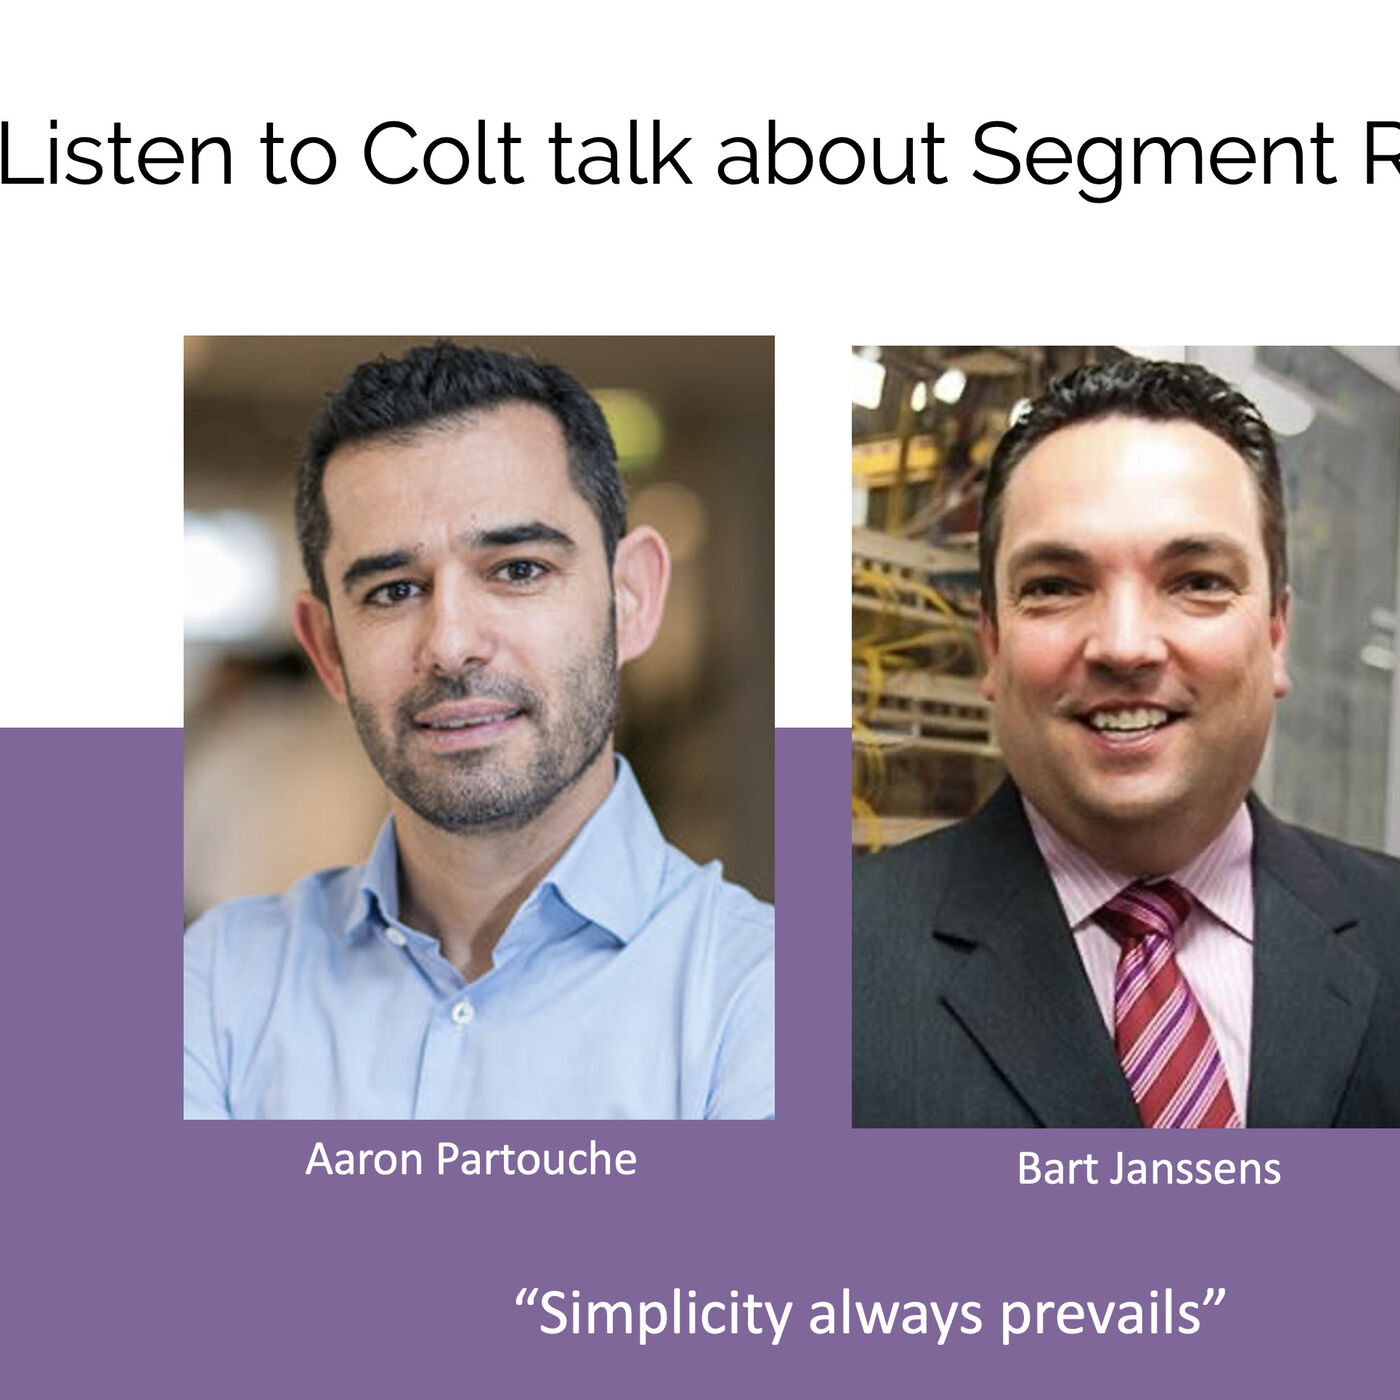 Listen to Colt talk about Segment R
Aaron Partouche
Bart Janssens
“Simplicity always prevails”